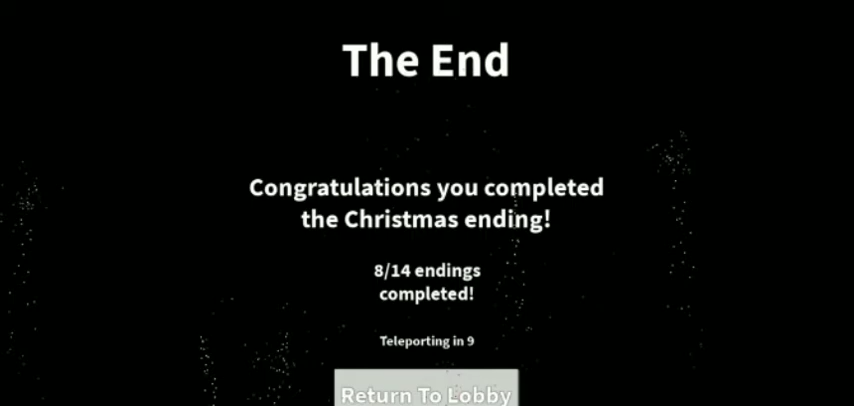 The End
Congratulations you completed
the Christmas ending!
8/14 endings
completed!
Teleporting in 9
Return To Lobby